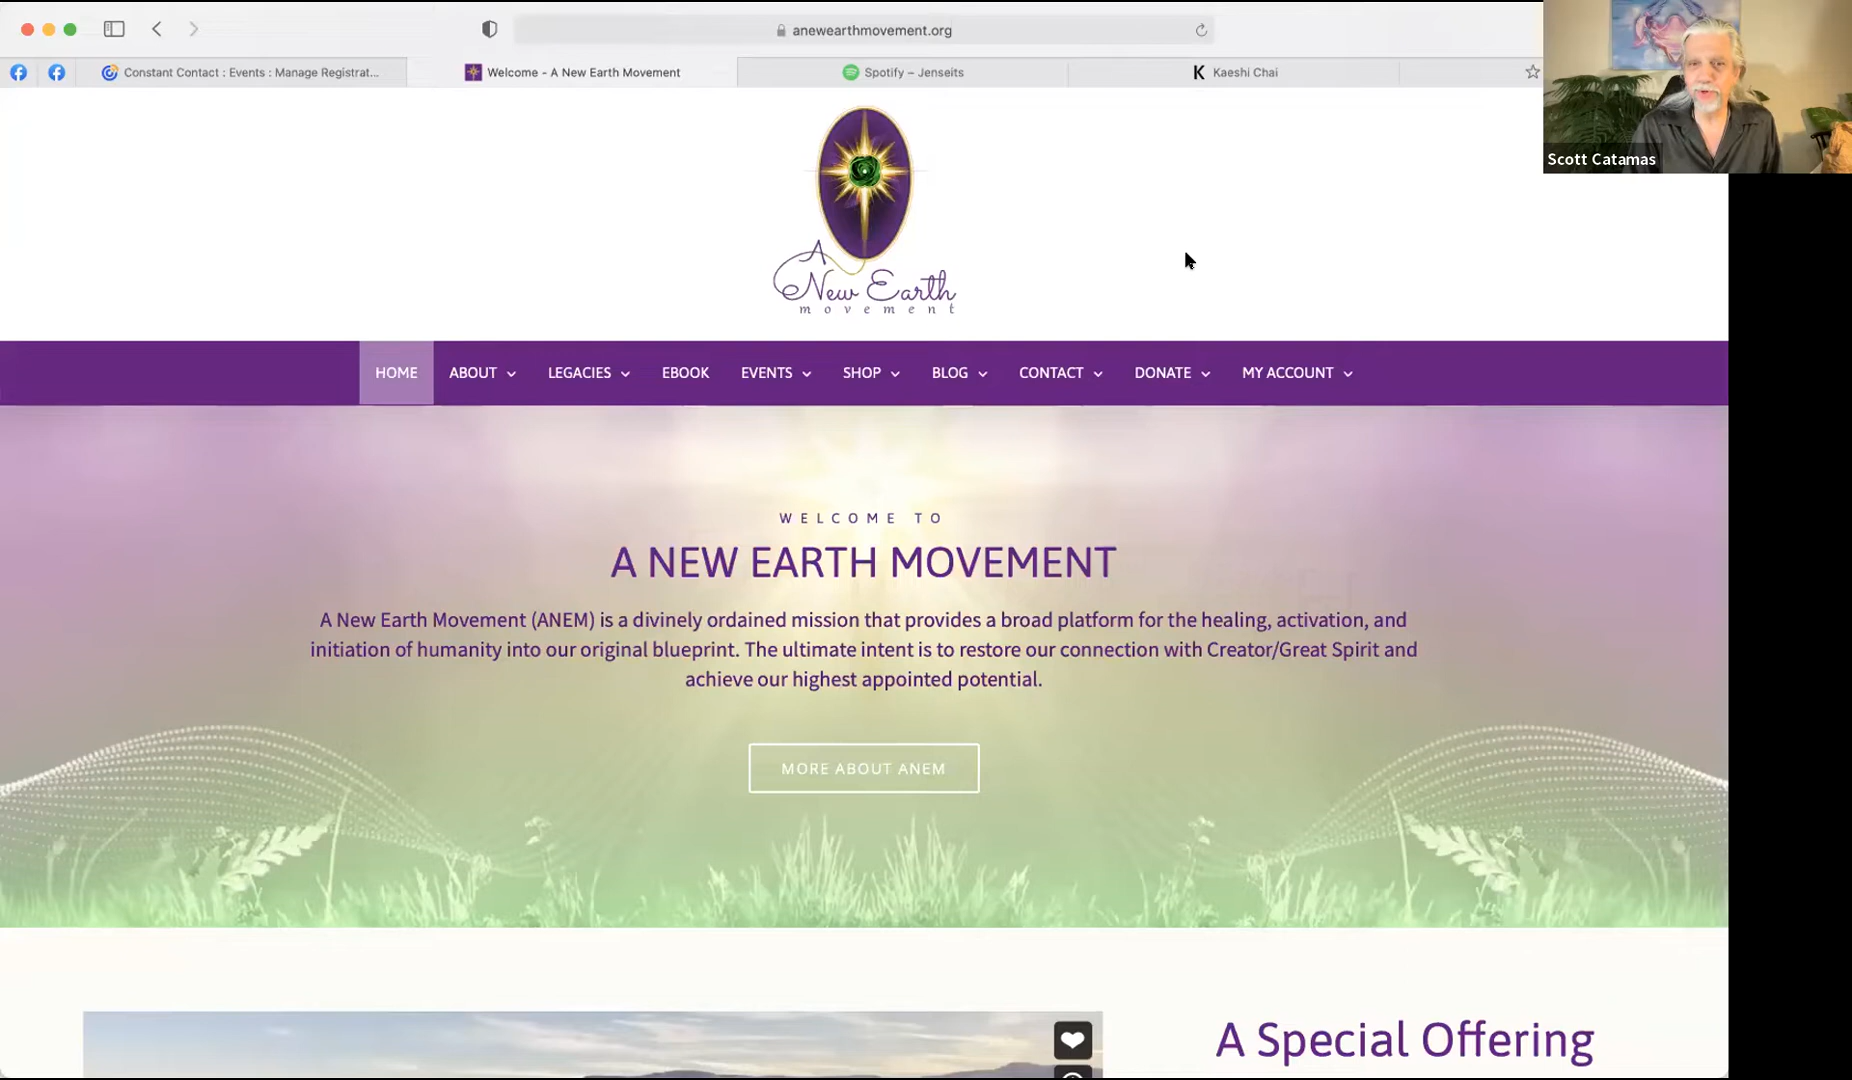 anewearthmovement.org
Constant Contact : Events : Manage Registrat...
Welcome - A New Earth Movement
Spotify – Jenseits
K Kaeshi Chai
Scott Catamas
A
New Earth
movement
HOME ABOUT LEGACIES EBOOK EVENTS SHOP BLOG CONTACT DONATE MY ACCOUNT
WELCOME TO
A NEW EARTH MOVEMENT
A New Earth Movement (ANEM) is a divinely ordained mission that provides a broad platform for the healing, activation, and
initiation of humanity into our original blueprint. The ultimate intent is to restore our connection with Creator/Great Spirit and
achieve our highest appointed potential.
MORE ABOUT ANEM
A Special Offering